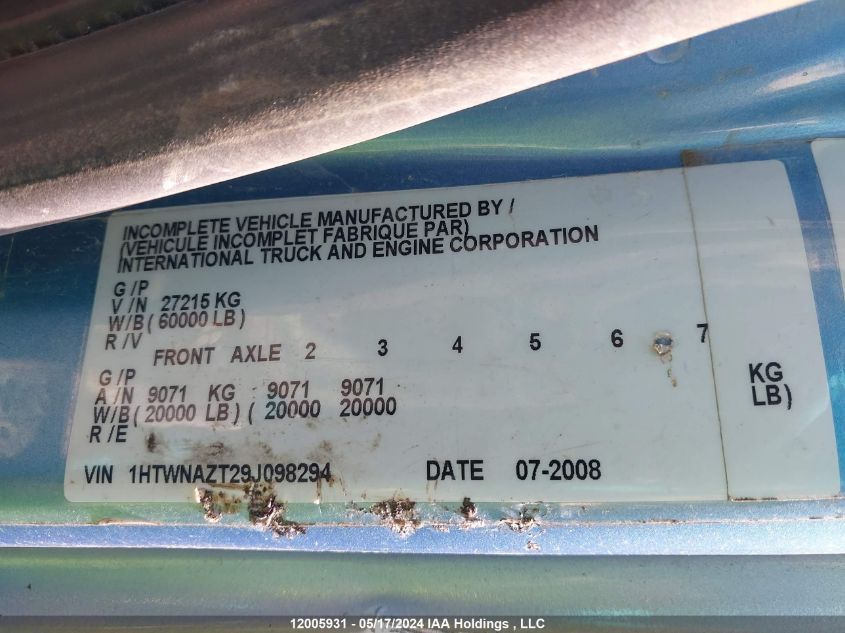 INCOMPLETE VEHICLE MANUFACTURED BY /
(VEHICULE INCOMPLET FABRIQUE PAR)
INTERNATIONAL TRUCK AND ENGINE CORPORATION
G /P
V /N 27215 KG
W/B ( 60000 LB )
R /V
FRONT AXLE 2 3 4 5 6 7
G /P
A /N 9071 KG 9071 9071 KG
W/B ( 20000 LB ) ( 20000 20000 LB)
R /E
VIN 1HTWNAZT29J098294 DATE 07-2008
12005931 - 05/17/2024 IAA Holdings , LLC